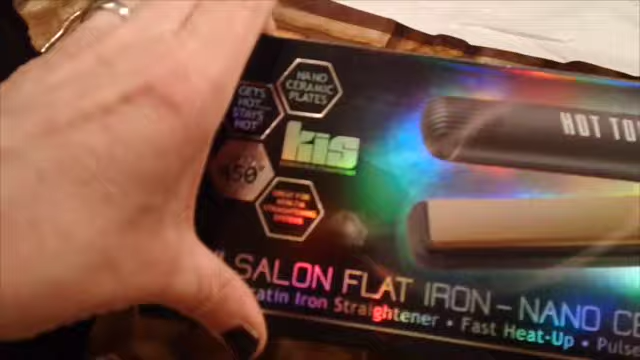 NANO
CERAMIC
PLATES
GETS
HOT
STAYS
HOT
kis
450°
HOT TO
SALON FLAT IRON – NANO CE
atin Iron Straightener • Fast Heat-Up • Pulse